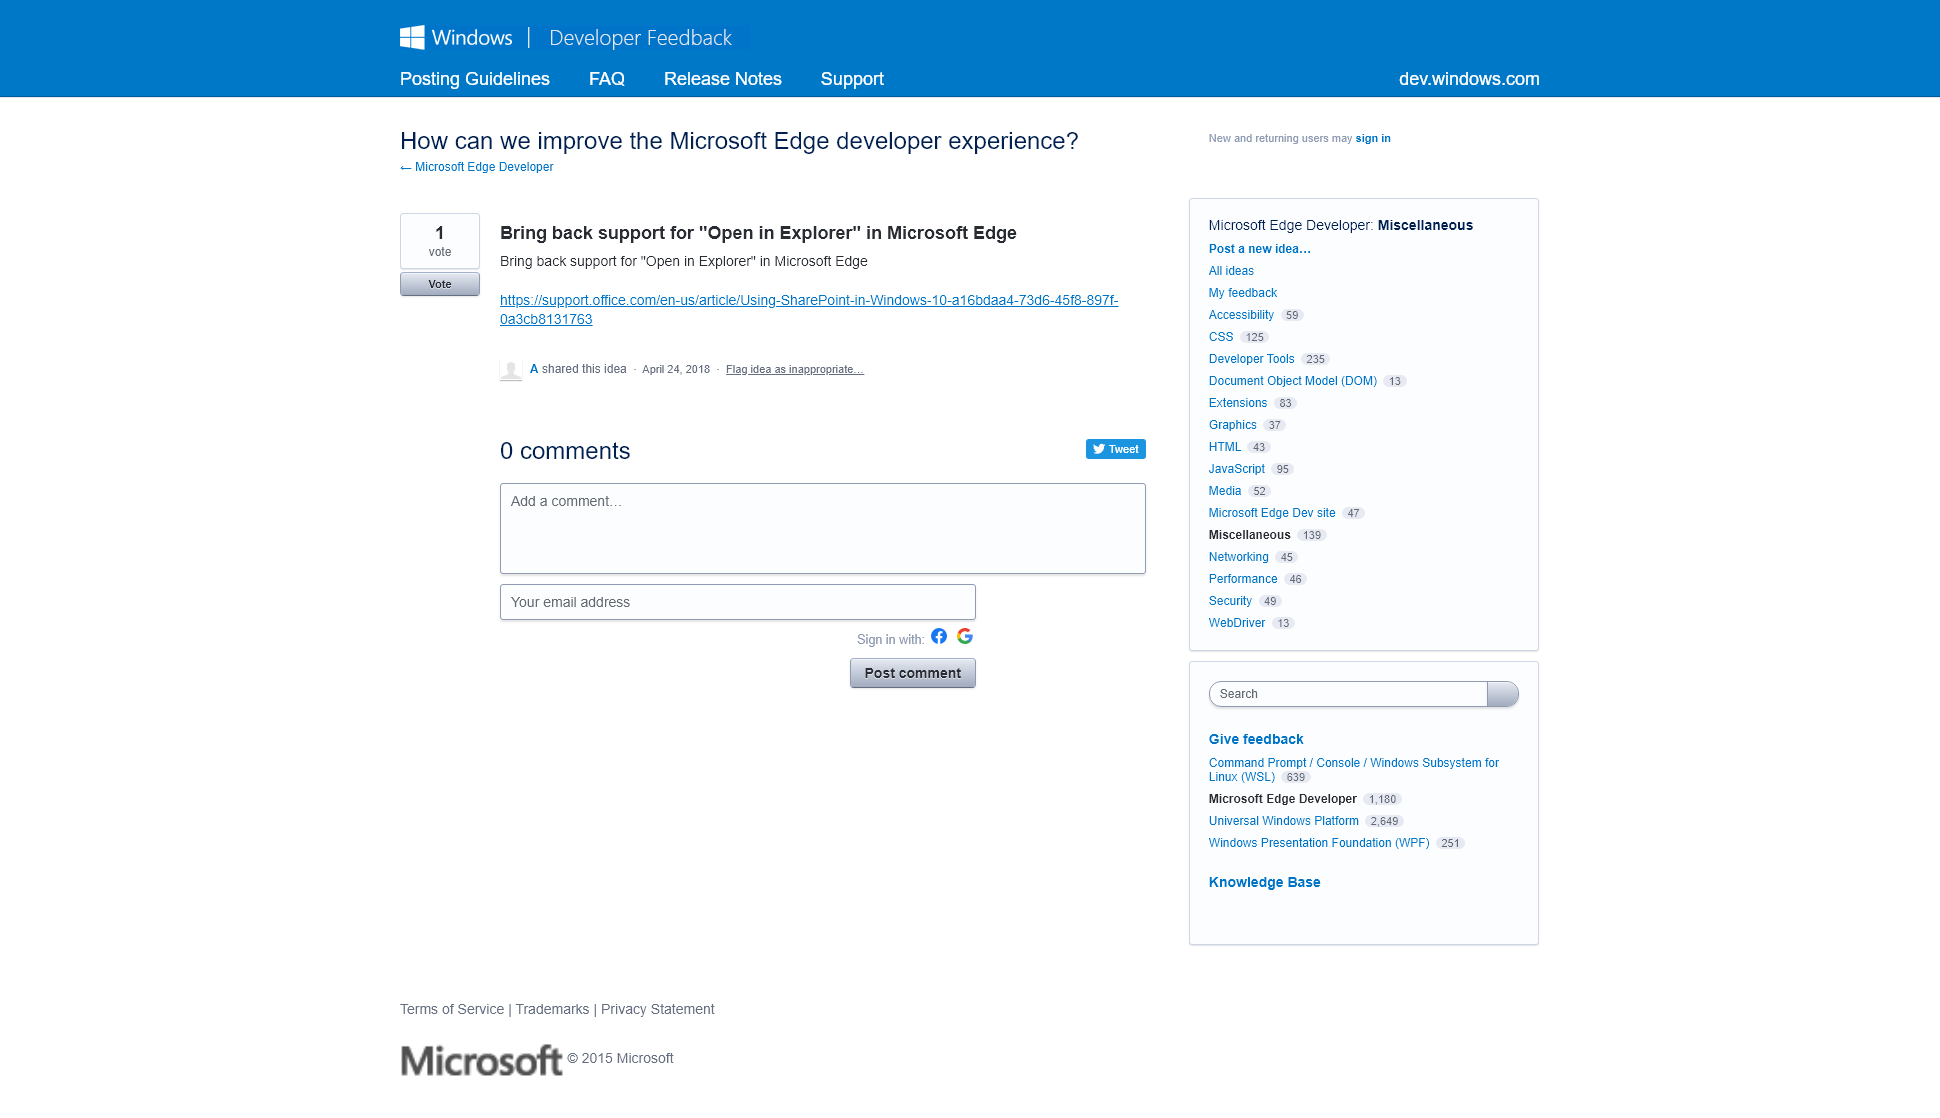 Windows | Developer Feedback
Posting Guidelines FAQ Release Notes Support dev.windows.com
How can we improve the Microsoft Edge developer experience?
← Microsoft Edge Developer
New and returning users may sign in
1
vote
Vote
Bring back support for "Open in Explorer" in Microsoft Edge
Bring back support for "Open in Explorer" in Microsoft Edge
https://support.office.com/en-us/article/Using-SharePoint-in-Windows-10-a16bdaa4-73d6-45f8-897f-
0a3cb8131763
A shared this idea · April 24, 2018 · Flag idea as inappropriate…
0 comments
Tweet
Add a comment…
Your email address
Sign in with:
Post comment
Microsoft Edge Developer: Miscellaneous
Post a new idea…
All ideas
My feedback
Accessibility 59
CSS 125
Developer Tools 235
Document Object Model (DOM) 13
Extensions 83
Graphics 37
HTML 43
JavaScript 95
Media 52
Microsoft Edge Dev site 47
Miscellaneous 139
Networking 45
Performance 46
Security 49
WebDriver 13
Search
Give feedback
Command Prompt / Console / Windows Subsystem for
Linux (WSL) 639
Microsoft Edge Developer 1,180
Universal Windows Platform 2,649
Windows Presentation Foundation (WPF) 251
Knowledge Base
Terms of Service | Trademarks | Privacy Statement
Microsoft © 2015 Microsoft